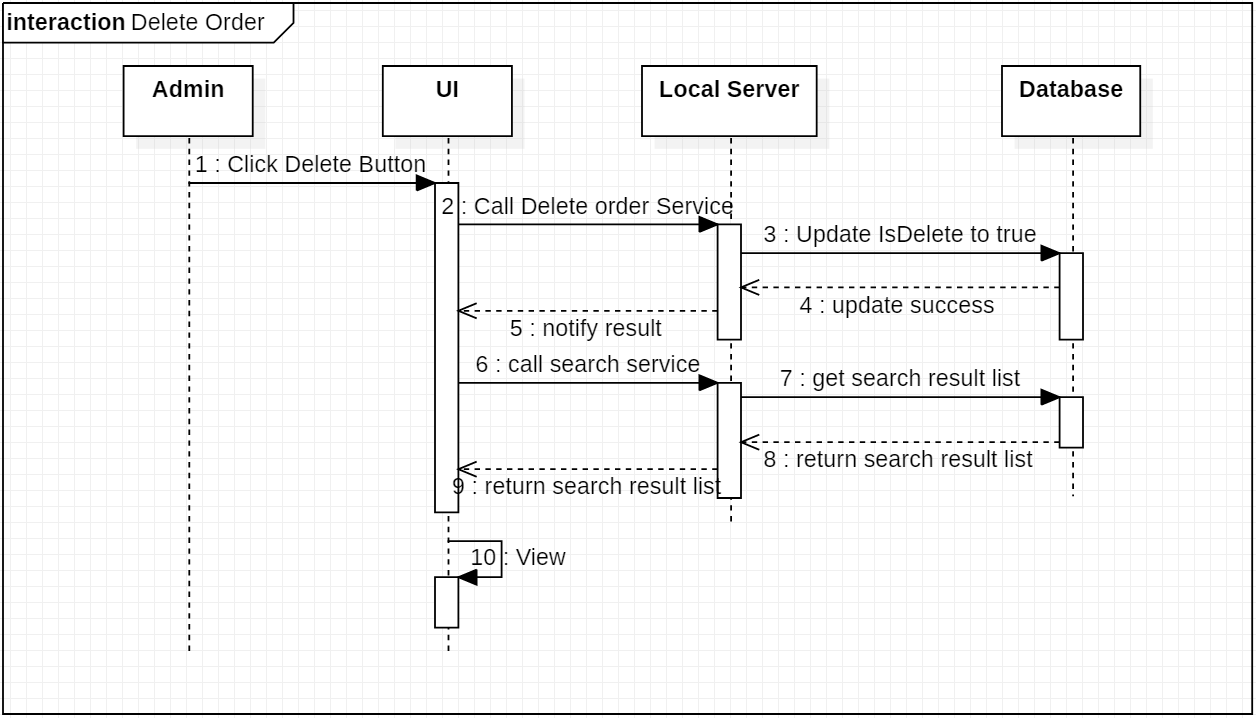 interaction Delete Order
Admin
UI
Local Server
Database
1 : Click Delete Button
2 : Call Delete order Service
3 : Update IsDelete to true
4 : update success
5 : notify result
6 : call search service
7 : get search result list
8 : return search result list
9 : return search result list
10 : View